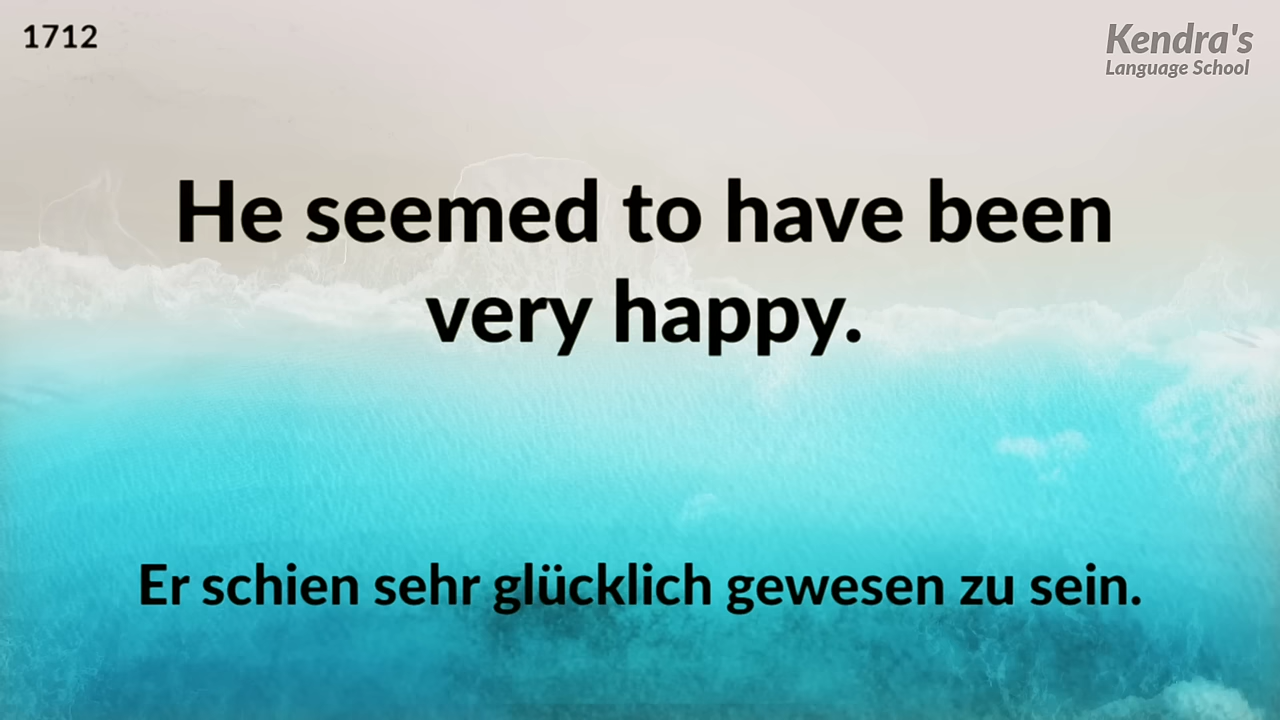 1712
Kendra's
Language School
He seemed to have been
very happy.
Er schien sehr glücklich gewesen zu sein.